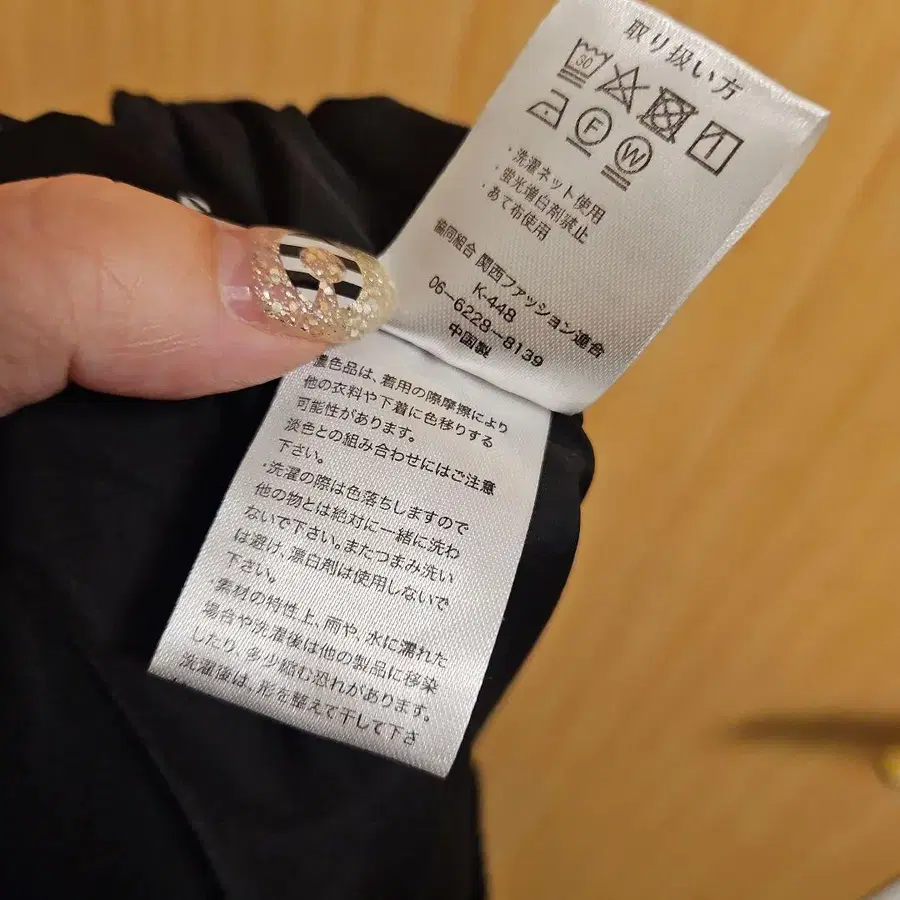 取り扱い方
30
F W
・洗濯ネット使用
・蛍光増白剤禁止
・あて布使用
協同組合 関西ファッション連合
K-448
06-6228-8139
中国製
濃色品は、着用の際摩擦により
他の衣料や下着に色移りする
可能性があります。
淡色との組み合わせにはご注意
下さい。
・洗濯の際は色落ちしますので
他の物とは絶対に一緒に洗わ
ないで下さい。またつまみ洗い
は避け、漂白剤は使用しないで
下さい。
・素材の特性上、雨や、水に濡れた
場合や洗濯後は他の製品に移染
したり、多少縮む恐れがあります。
洗濯後は、形を整えて干して下さ